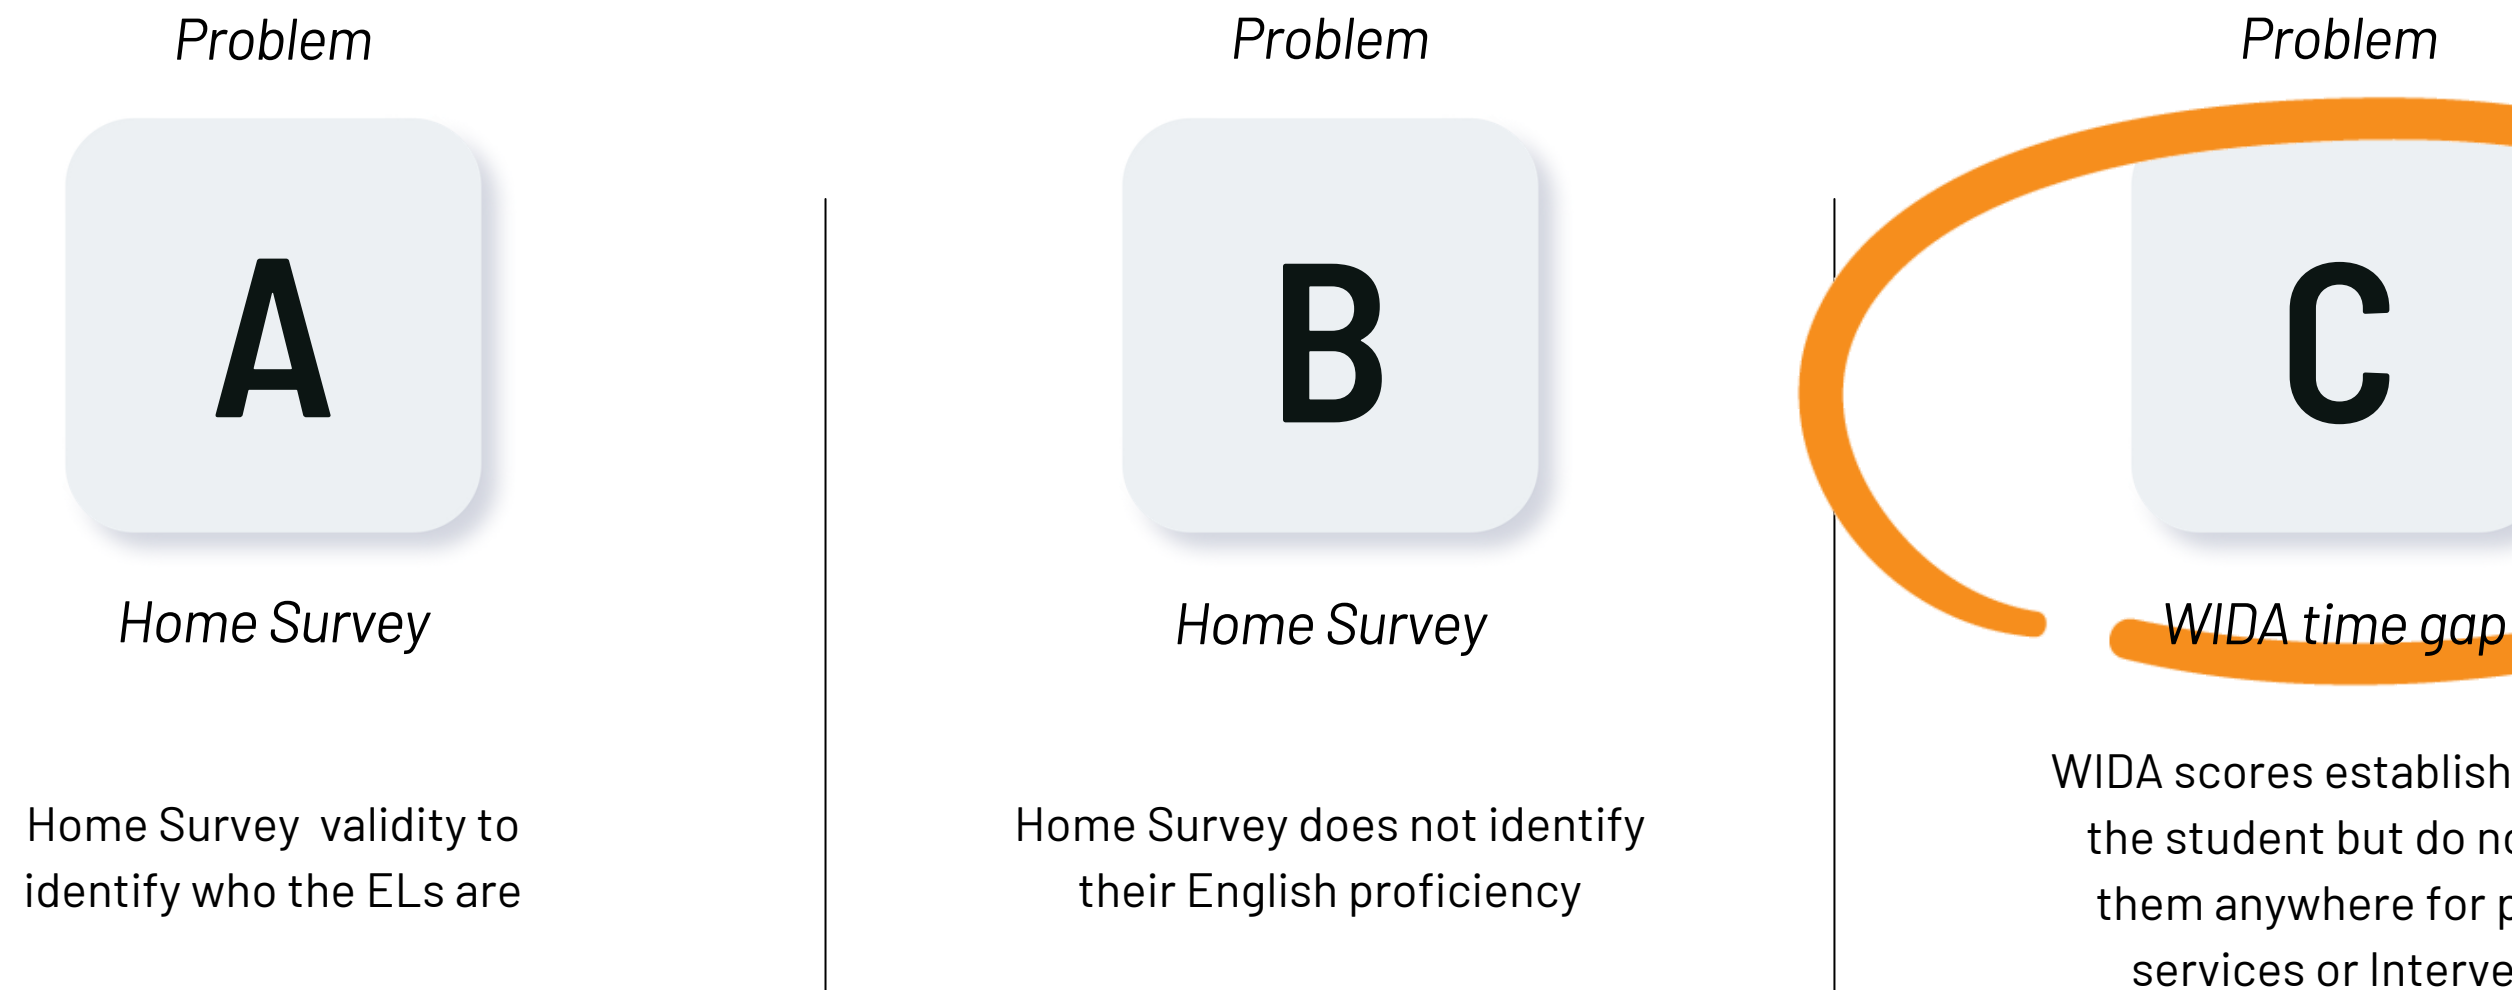 Problem
A
Home Survey
Home Survey  validity to
identify who the ELs are
Problem
B
Home Survey
Home Survey does not identify
their English proficiency
Problem
C
WIDA time gap
WIDA scores establish
the student but do
them anywhere for
services or